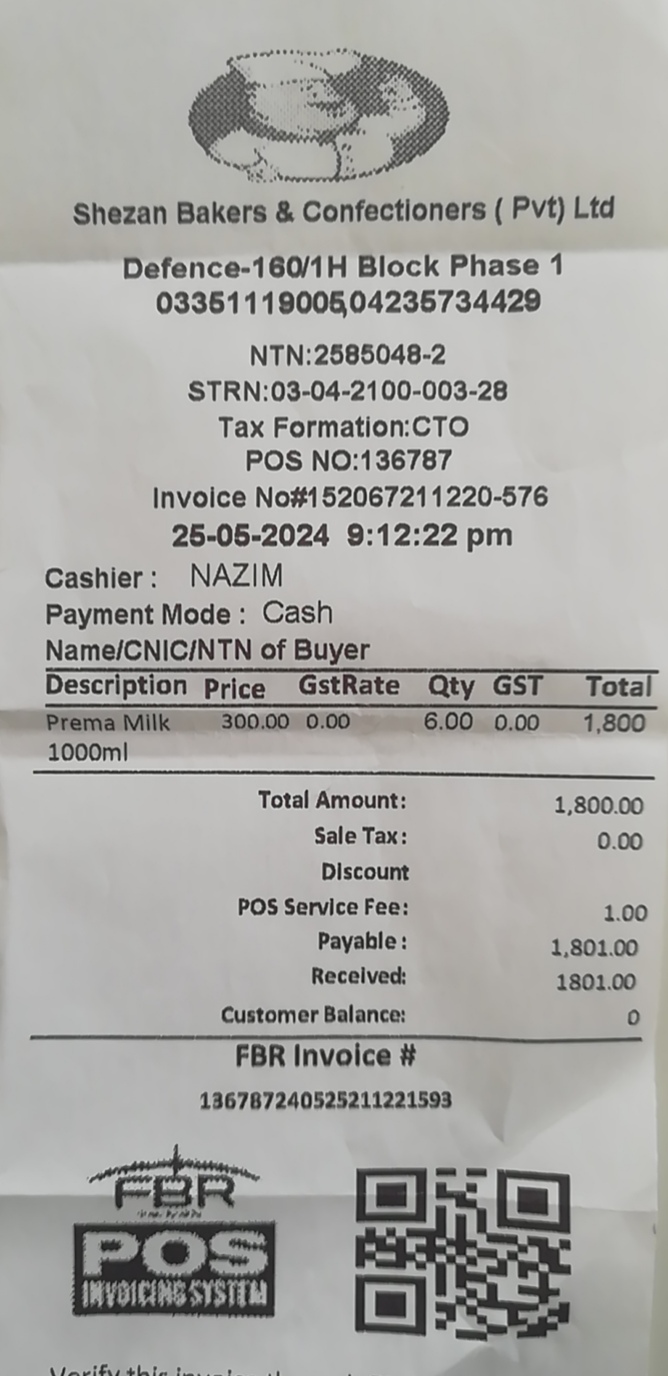 Shezan Bakers & Confectioners ( Pvt) Ltd
Defence-160/1H Block Phase 1
03351119005,04235734429
NTN:2585048-2
STRN:03-04-2100-003-28
Tax Formation:CTO
POS NO:136787
Invoice No#152067211220-576
25-05-2024 9:12:22 pm
Cashier : NAZIM
Payment Mode : Cash
Name/CNIC/NTN of Buyer
Description Price GstRate Qty GST Total
Prema Milk 300.00 0.00 6.00 0.00 1,800
1000ml
Total Amount: 1,800.00
Sale Tax: 0.00
Discount
POS Service Fee: 1.00
Payable: 1,801.00
Received: 1801.00
Customer Balance: 0
FBR Invoice #
136787240525211221593
FBR
POS
INVOICING SYSTEM
Verify this invoice